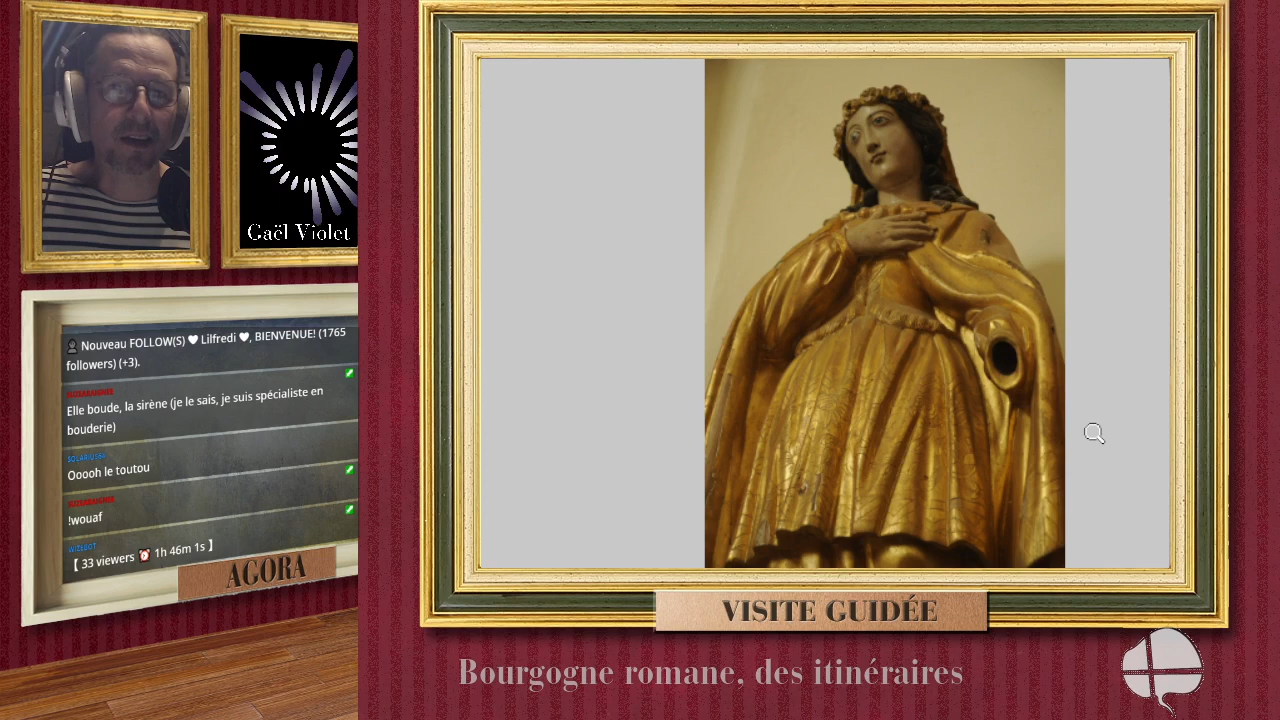 Gaël Violet
Nouveau FOLLOW(S) ♥ Lilfredi ♥, BIENVENUE! (1765
followers) (+3).
Elle boude, la sirène (je le sais, je suis spécialiste en
bouderie)
Ooooh le toutou
!wouaf
WIZEBOT
【 33 viewers ⏰ 1h 46m 1s 】
AGORA
VISITE GUIDÉE
Bourgogne romane, des itinéraires